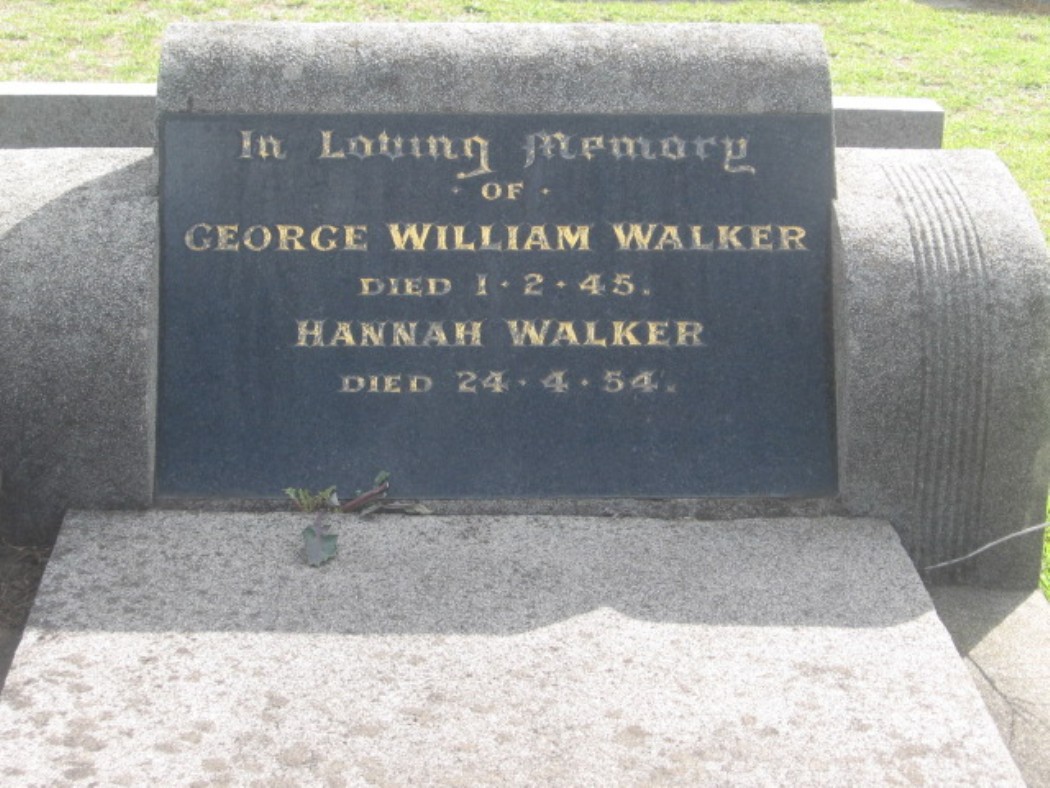 In Loving Memory
· OF ·
GEORGE WILLIAM WALKER
DIED 1·2·45.
HANNAH WALKER
DIED 24·4·54.